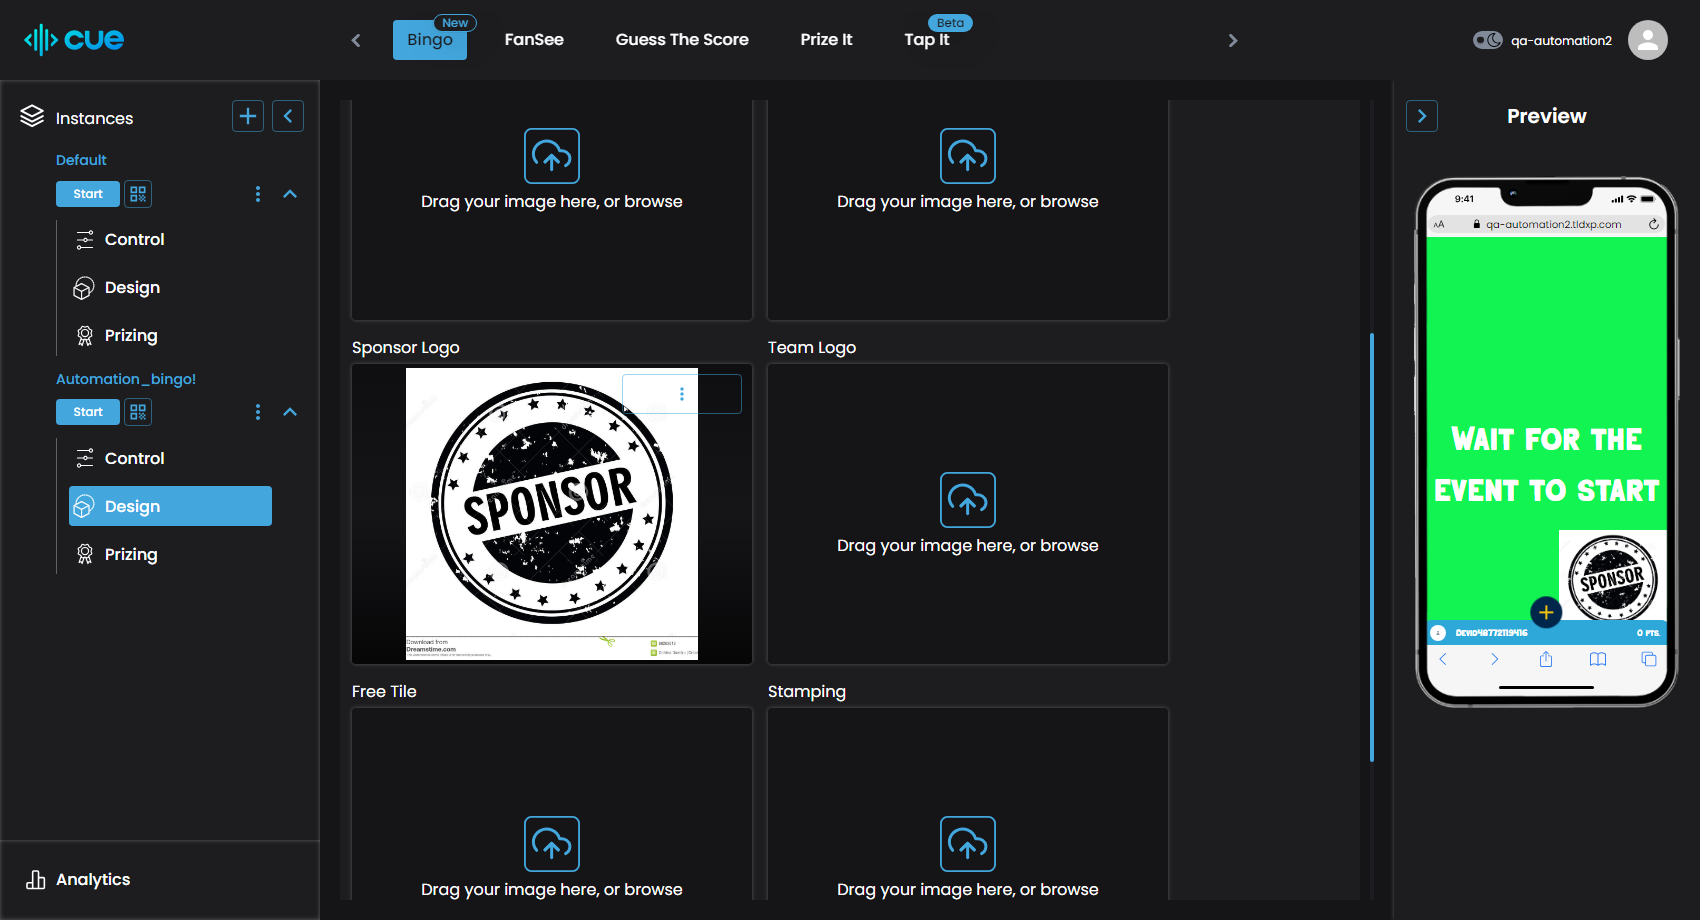 cue
Bingo
New
FanSee
Guess The Score
Prize It
Tap It
Beta
qa-automation2
Instances
Default
Start
Control
Design
Prizing
Automation_bingo!
Start
Control
Design
Prizing
Analytics
Drag your image here, or browse
Drag your image here, or browse
Sponsor Logo
Team Logo
SPONSOR
Download from
Dreamstime.com
Drag your image here, or browse
Free Tile
Stamping
Drag your image here, or browse
Drag your image here, or browse
Preview
9:41
AA
qa-automation2.tldxp.com
WAIT FOR THE
EVENT TO START
SPONSOR
0 PTS.